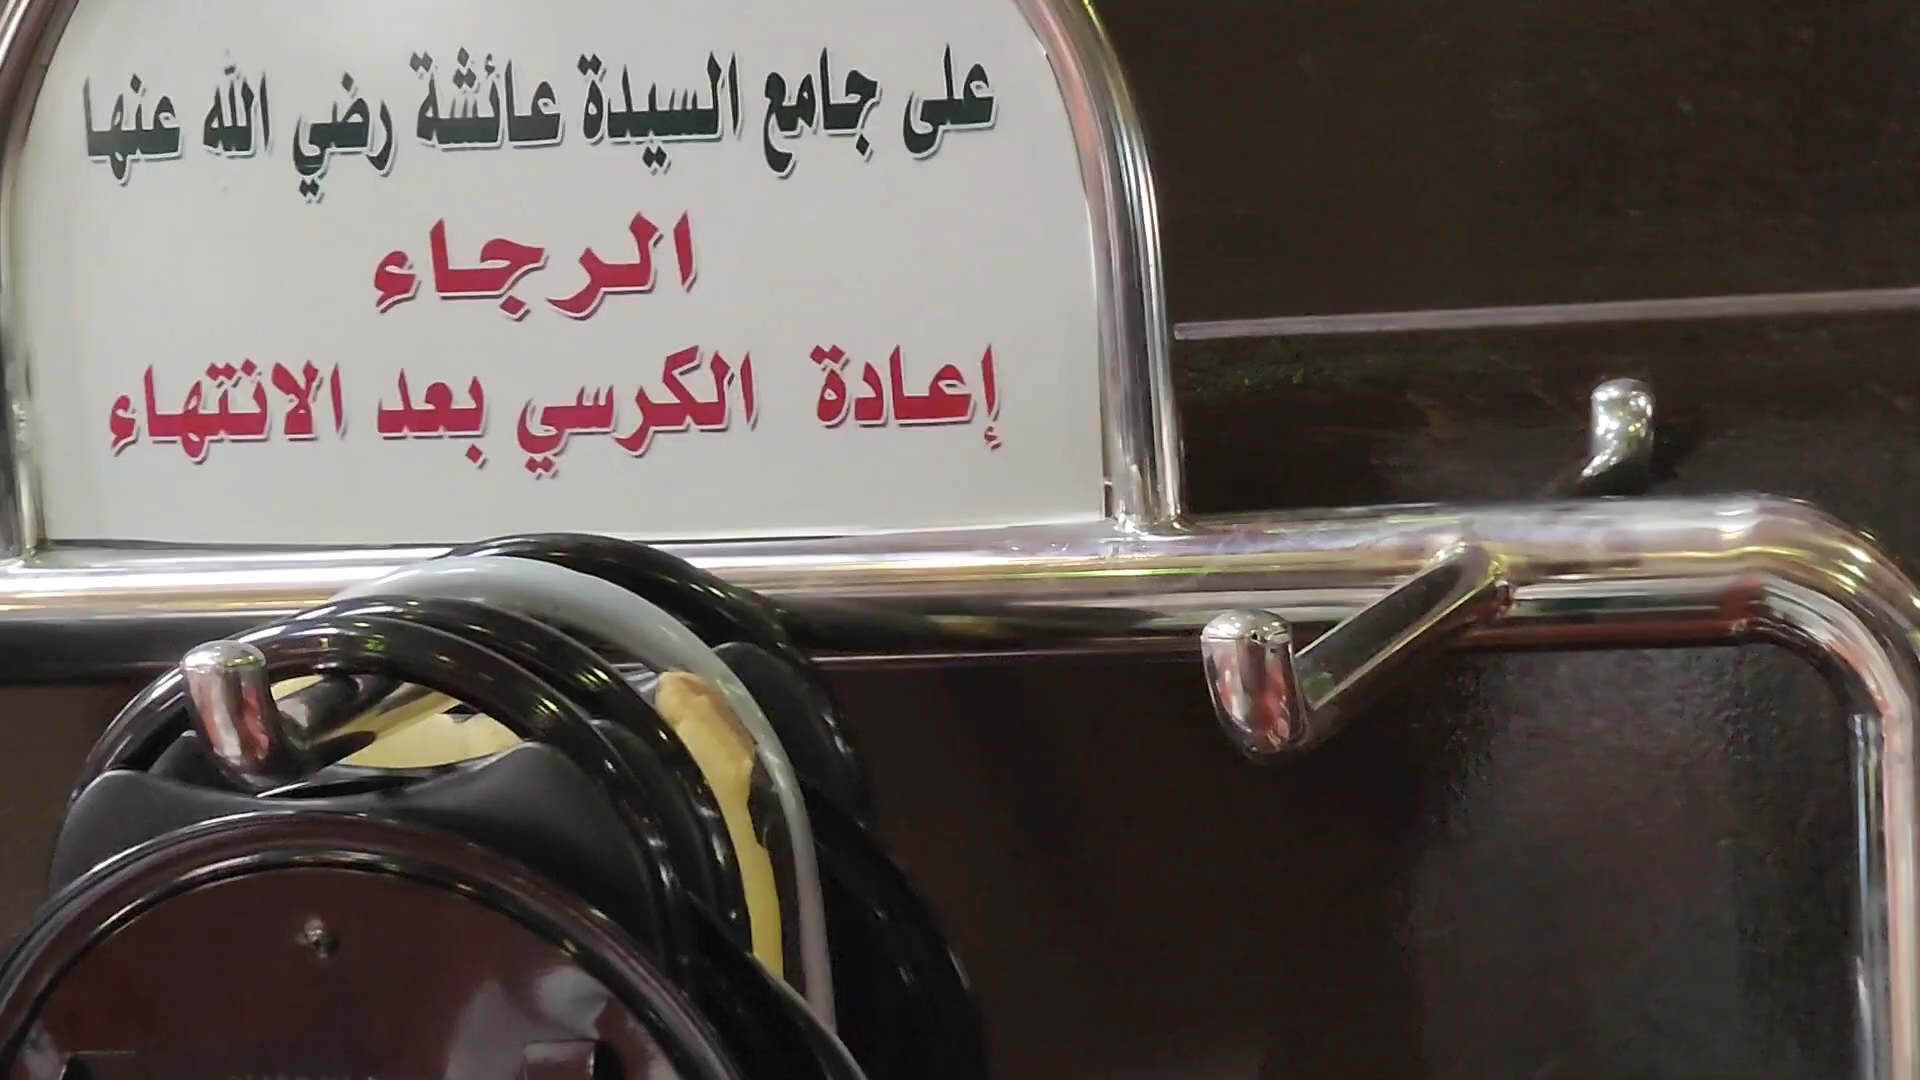 على جامع السيدة عائشة رضي الله عنها
الرجاء
إعادة الكرسي بعد الانتهاء